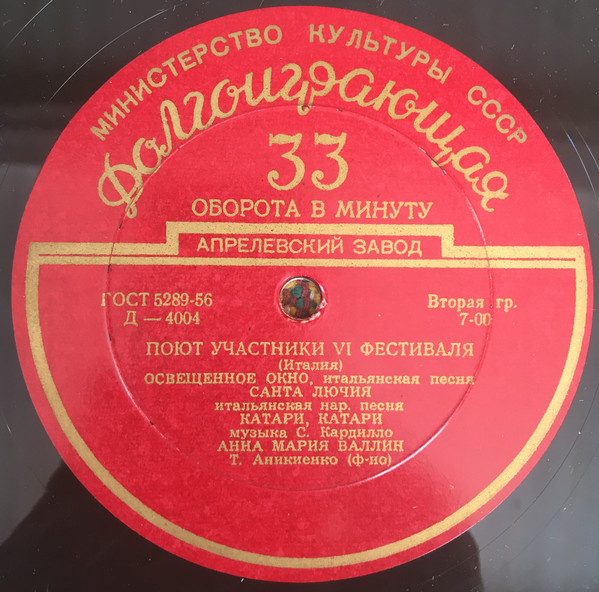 МИНИСТЕРСТВО КУЛЬТУРЫ СССР
Долгоиграющая
33
ОБОРОТА В МИНУТУ
АПРЕЛЕВСКИЙ ЗАВОД
ГОСТ 5289-56
Д — 4004
Вторая гр.
7-00
ПОЮТ УЧАСТНИКИ VI ФЕСТИВАЛЯ
(Италия)
ОСВЕЩЕННОЕ ОКНО, итальянская песня
САНТА ЛЮЧИЯ
итальянская нар. песня
КАТАРИ, КАТАРИ
музыка С. Кардилло
АННА МАРИЯ ВАЛЛИН
Т. Аникиенко (ф-но)